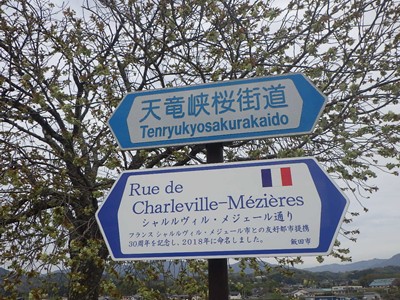 天竜峡桜街道
Tenryukyosakurakaido
Rue de
Charleville-Mézières
シャルルヴィル・メジェール通り
フランス シャルルヴィル・メジェール市との友好都市提携
30周年を記念し、2018年に命名しました。 飯田市